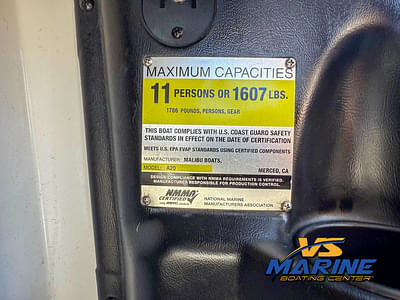 MAXIMUM CAPACITIES
11 PERSONS OR 1607 LBS.
1786 POUNDS, PERSONS, GEAR
THIS BOAT COMPLIES WITH U.S. COAST GUARD SAFETY
STANDARDS IN EFFECT ON THE DATE OF CERTIFICATION
MEETS U.S. EPA EVAP STANDARDS USING CERTIFIED COMPONENTS
MANUFACTURER: MALIBU BOATS,
MODEL: A20 MERCED, CA
DESIGN COMPLIANCE WITH NMMA REQUIREMENTS IS VERIFIED.
MANUFACTURER RESPONSIBLE FOR PRODUCTION CONTROL.
NMMA
CERTIFIED
NATIONAL MARINE
MANUFACTURERS ASSOCIATION
VS
MARINE
BOATING CENTER